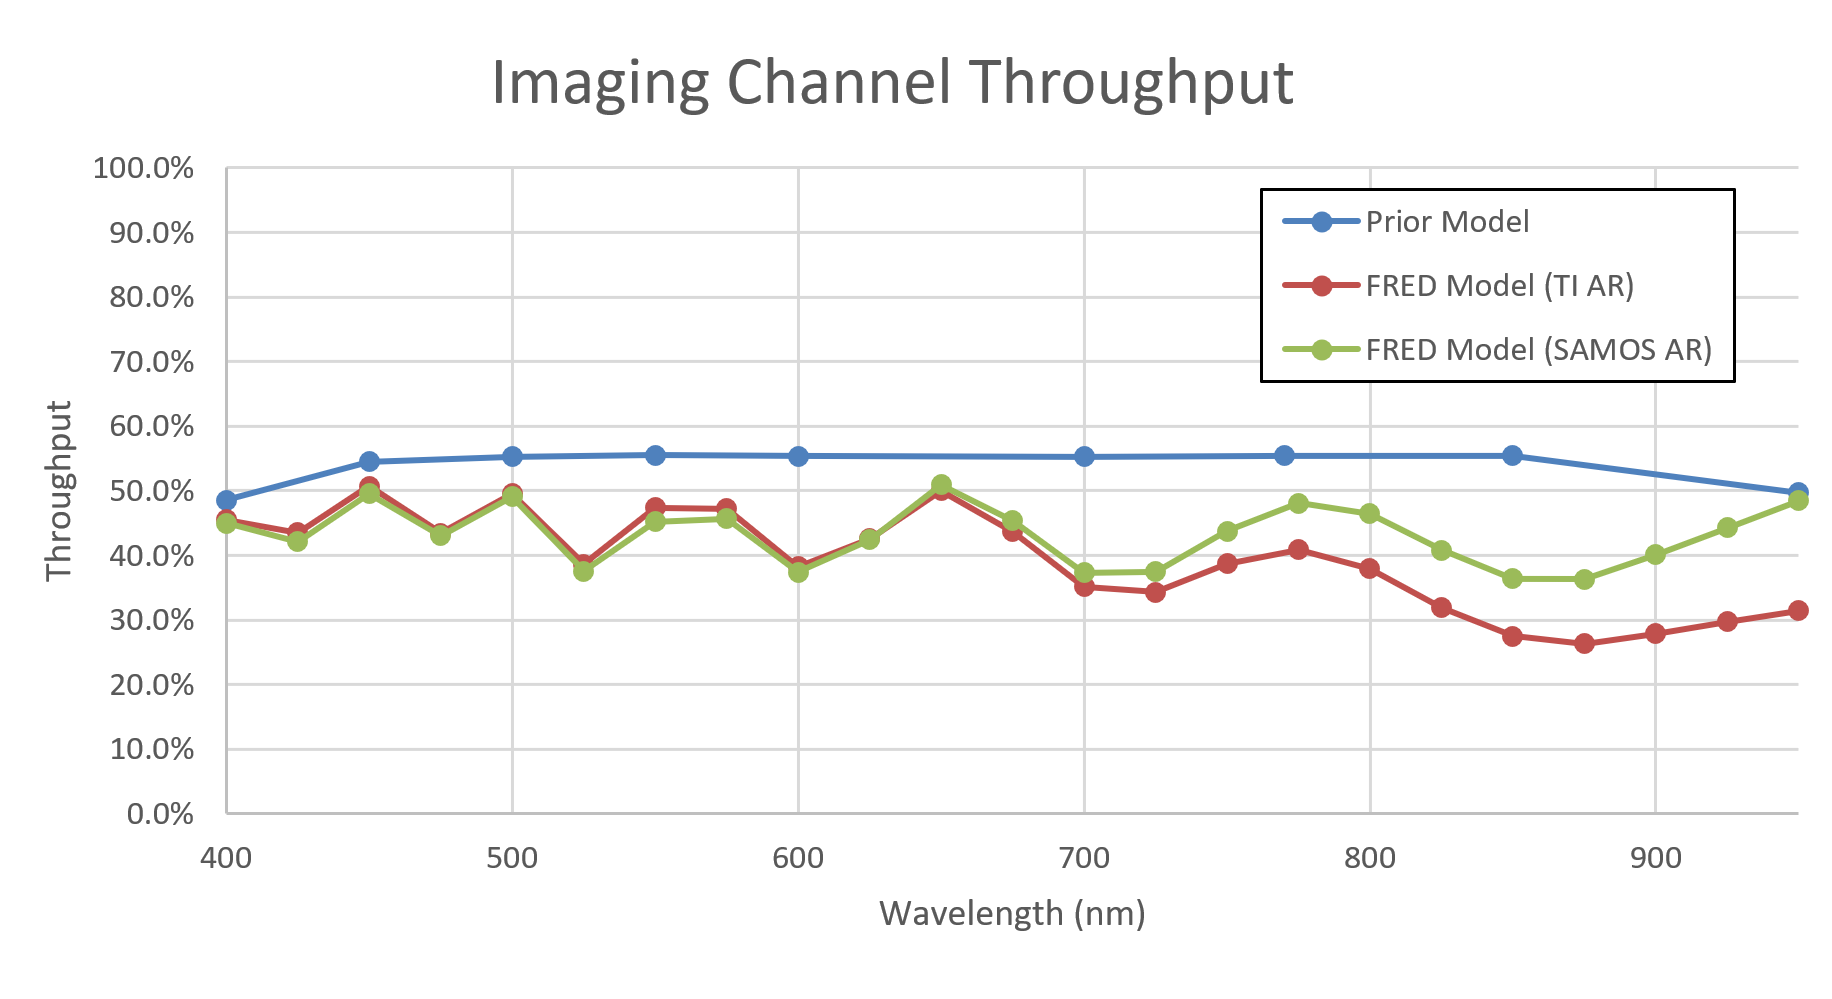 Imaging Channel Throughput
100.0%
90.0%
80.0%
70.0%
60.0%
50.0%
40.0%
30.0%
20.0%
10.0%
0.0%
Throughput
Prior Model
FRED Model (TI AR)
FRED Model (SAMOS AR)
400 500 600 700 800 900
Wavelength (nm)